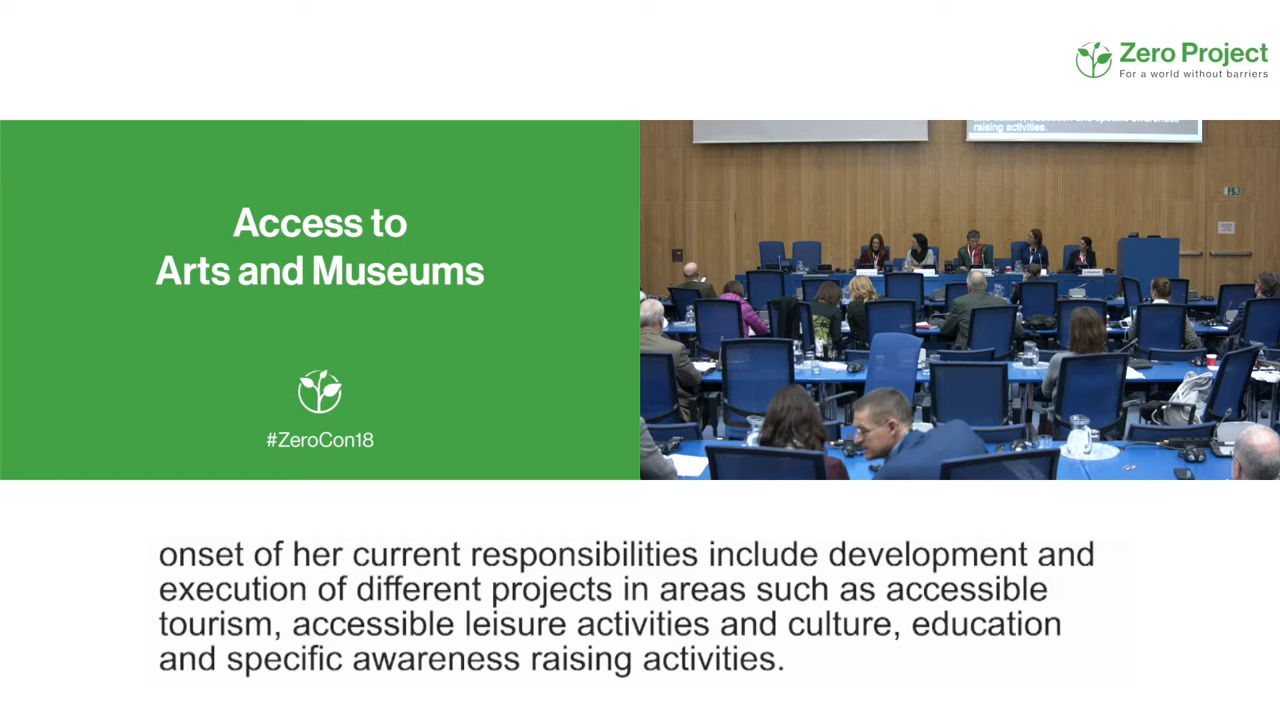 Zero Project
For a world without barriers
Access to
Arts and Museums
#ZeroCon18
raising activities.
onset of her current responsibilities include development and
execution of different projects in areas such as accessible
tourism, accessible leisure activities and culture, education
and specific awareness raising activities.